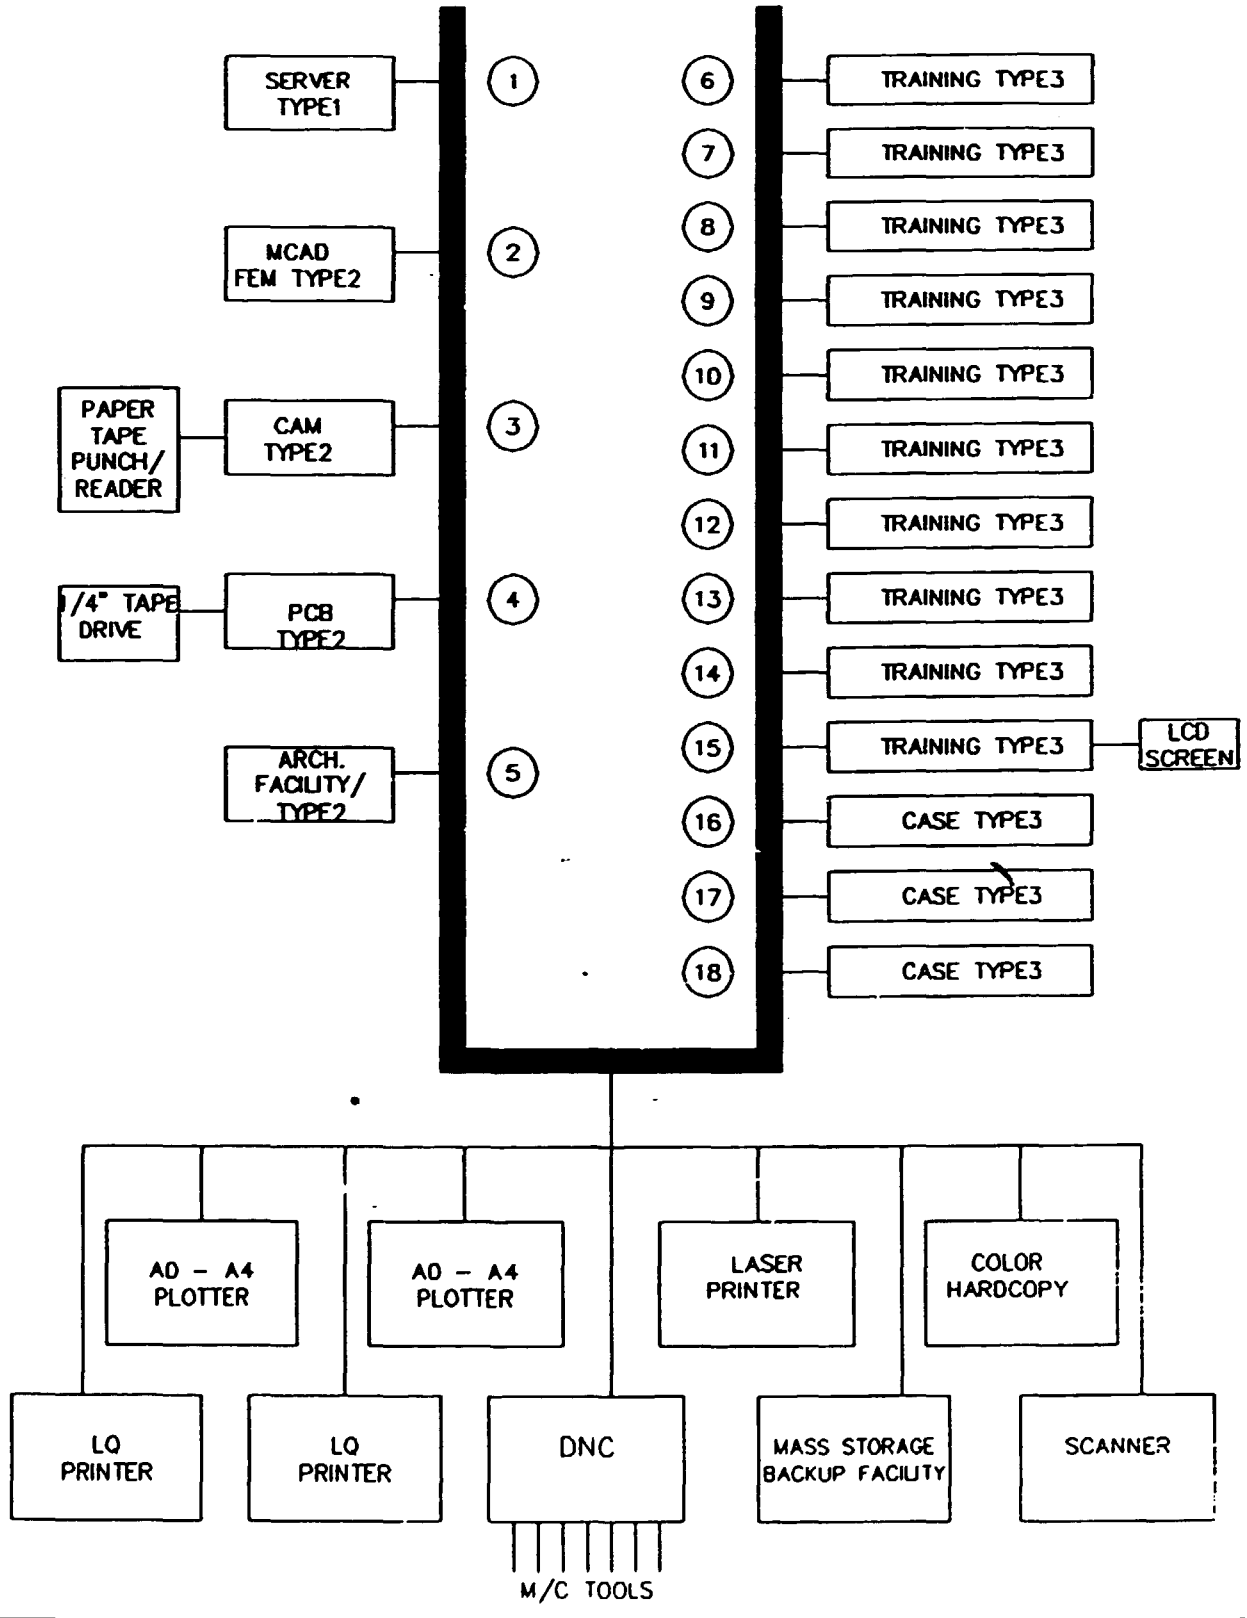 SERVER
TYPE1
1
MCAD
FEM TYPE2
2
PAPER
TAPE
PUNCH/
READER
CAM
TYPE2
3
1/4" TAPE
DRIVE
PCB
TYPE2
4
ARCH.
FACILITY/
TYPE2
5
6
TRAINING TYPE3
7
TRAINING TYPE3
8
TRAINING TYPE3
9
TRAINING TYPE3
10
TRAINING TYPE3
11
TRAINING TYPE3
12
TRAINING TYPE3
13
TRAINING TYPE3
14
TRAINING TYPE3
15
TRAINING TYPE3
LCD
SCREEN
16
CASE TYPE3
17
CASE TYPE3
18
CASE TYPE3
A0 - A4
PLOTTER
A0 - A4
PLOTTER
LASER
PRINTER
COLOR
HARDCOPY
LQ
PRINTER
LQ
PRINTER
DNC
MASS STORAGE
BACKUP FACILITY
SCANNER
M/C TOOLS